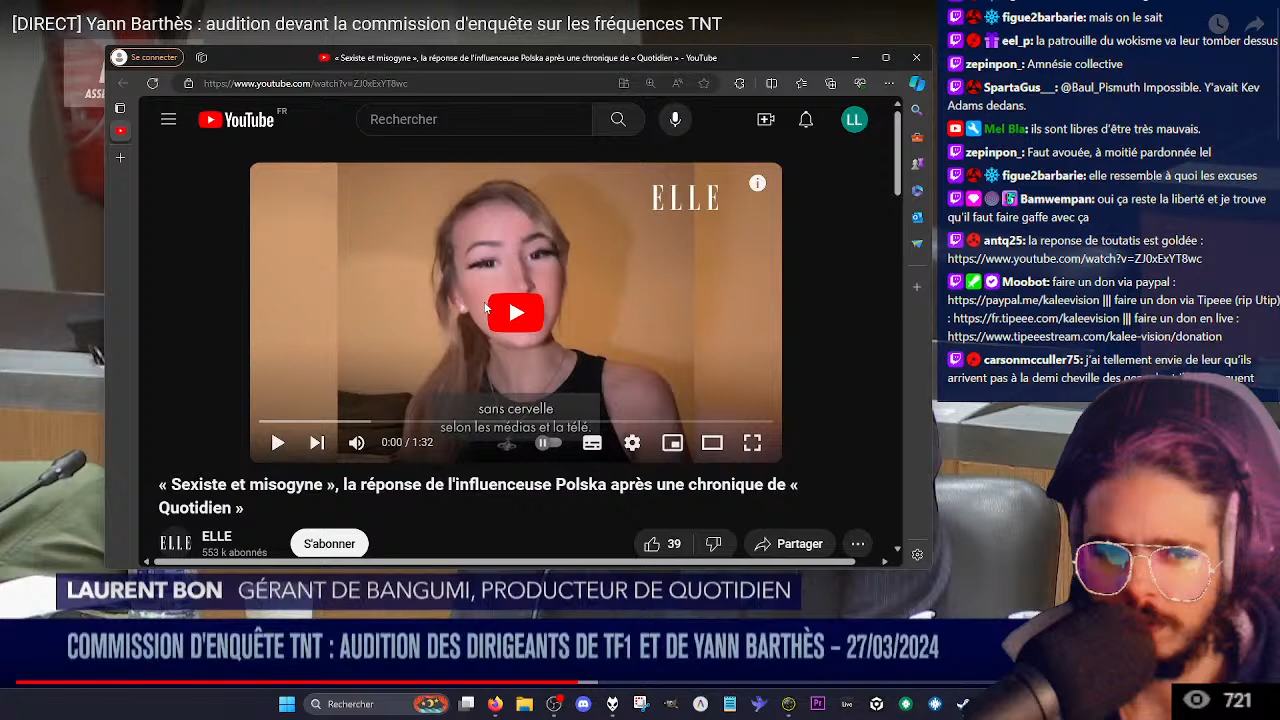 [DIRECT] Yann Barthès : audition devant la commission d'enquête sur les fréquences TNT
ASSE
Se connecter
« Sexiste et misogyne », la réponse de l'influenceuse Polska après une chronique de « Quotidien » - YouTube
https://www.youtube.com/watch?v=ZJ0xExYT8wc
YouTube FR
Rechercher
LL
ELLE
sans cervelle
selon les médias et la télé.
0:00 / 1:32
« Sexiste et misogyne », la réponse de l'influenceuse Polska après une chronique de «
Quotidien »
ELLE
ELLE
553 k abonnés
S'abonner
39
Partager
LAURENT BON GÉRANT DE BANGUMI, PRODUCTEUR DE QUOTIDIEN
COMMISSION D'ENQUÊTE TNT : AUDITION DES DIRIGEANTS DE TF1 ET DE YANN BARTHÈS – 27/03/2024
Rechercher
Pr
Live
figue2barbarie: mais on le sait
eel_p: la patrouille du wokisme va leur tomber dessus
zepinpon_: Amnésie collective
SpartaGus___: @Baul_Pismuth Impossible. Y'avait Kev
Adams dedans.
Mel Bla: ils sont libres d'être très mauvais.
zepinpon_: Faut avouée, à moitié pardonnée lel
figue2barbarie: elle ressemble à quoi les excuses
Bamwempan: oui ça reste la liberté et je trouve
qu'il faut faire gaffe avec ça
antq25: la reponse de toutatis est goldée :
https://www.youtube.com/watch?v=ZJ0xExYT8wc
Moobot: faire un don via paypal :
https://paypal.me/kaleevision ||| faire un don via Tipeee (rip Utip)
: https://fr.tipeee.com/kaleevision ||| faire un don en live :
https://www.tipeeestream.com/kalee-vision/donation
carsonmcculler75: j'ai tellement envie de leur qu'ils
arrivent pas à la demi cheville des
721